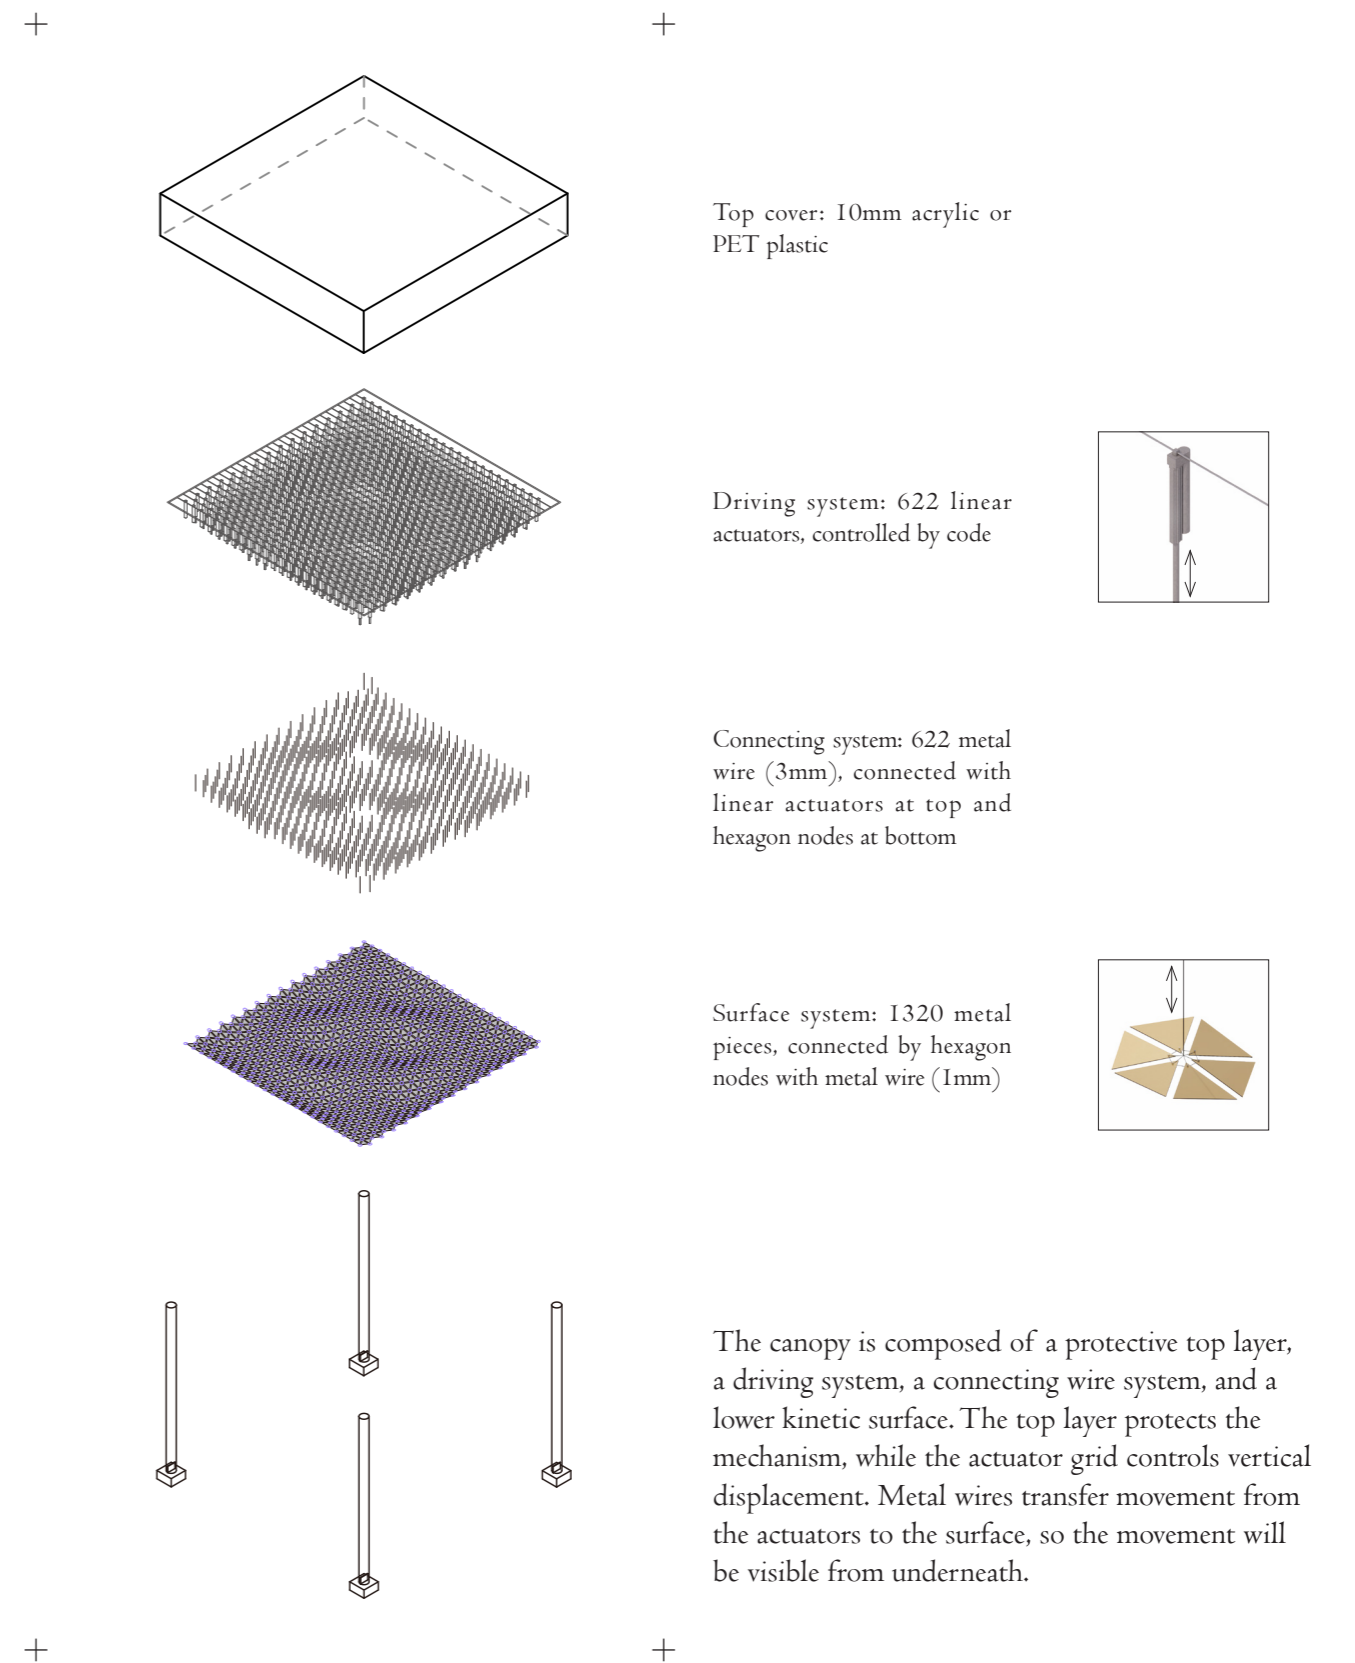 Top cover: 10mm acrylic or
PET plastic
Driving system: 622 linear
actuators, controlled by code
Connecting system: 622 metal
wire (3mm), connected with
linear actuators at top and
hexagon nodes at bottom
Surface system: 1320 metal
pieces, connected by hexagon
nodes with metal wire (1mm)
The canopy is composed of a protective top layer,
a driving system, a connecting wire system, and a
lower kinetic surface. The top layer protects the
mechanism, while the actuator grid controls vertical
displacement. Metal wires transfer movement from
the actuators to the surface, so the movement will
be visible from underneath.